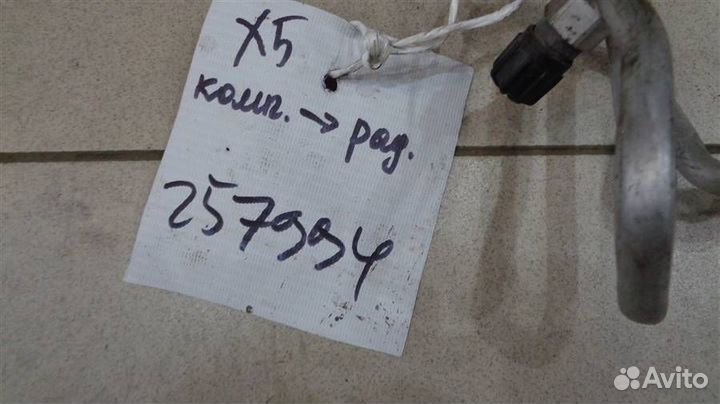 X5
комп. → рад.
257994
Avito